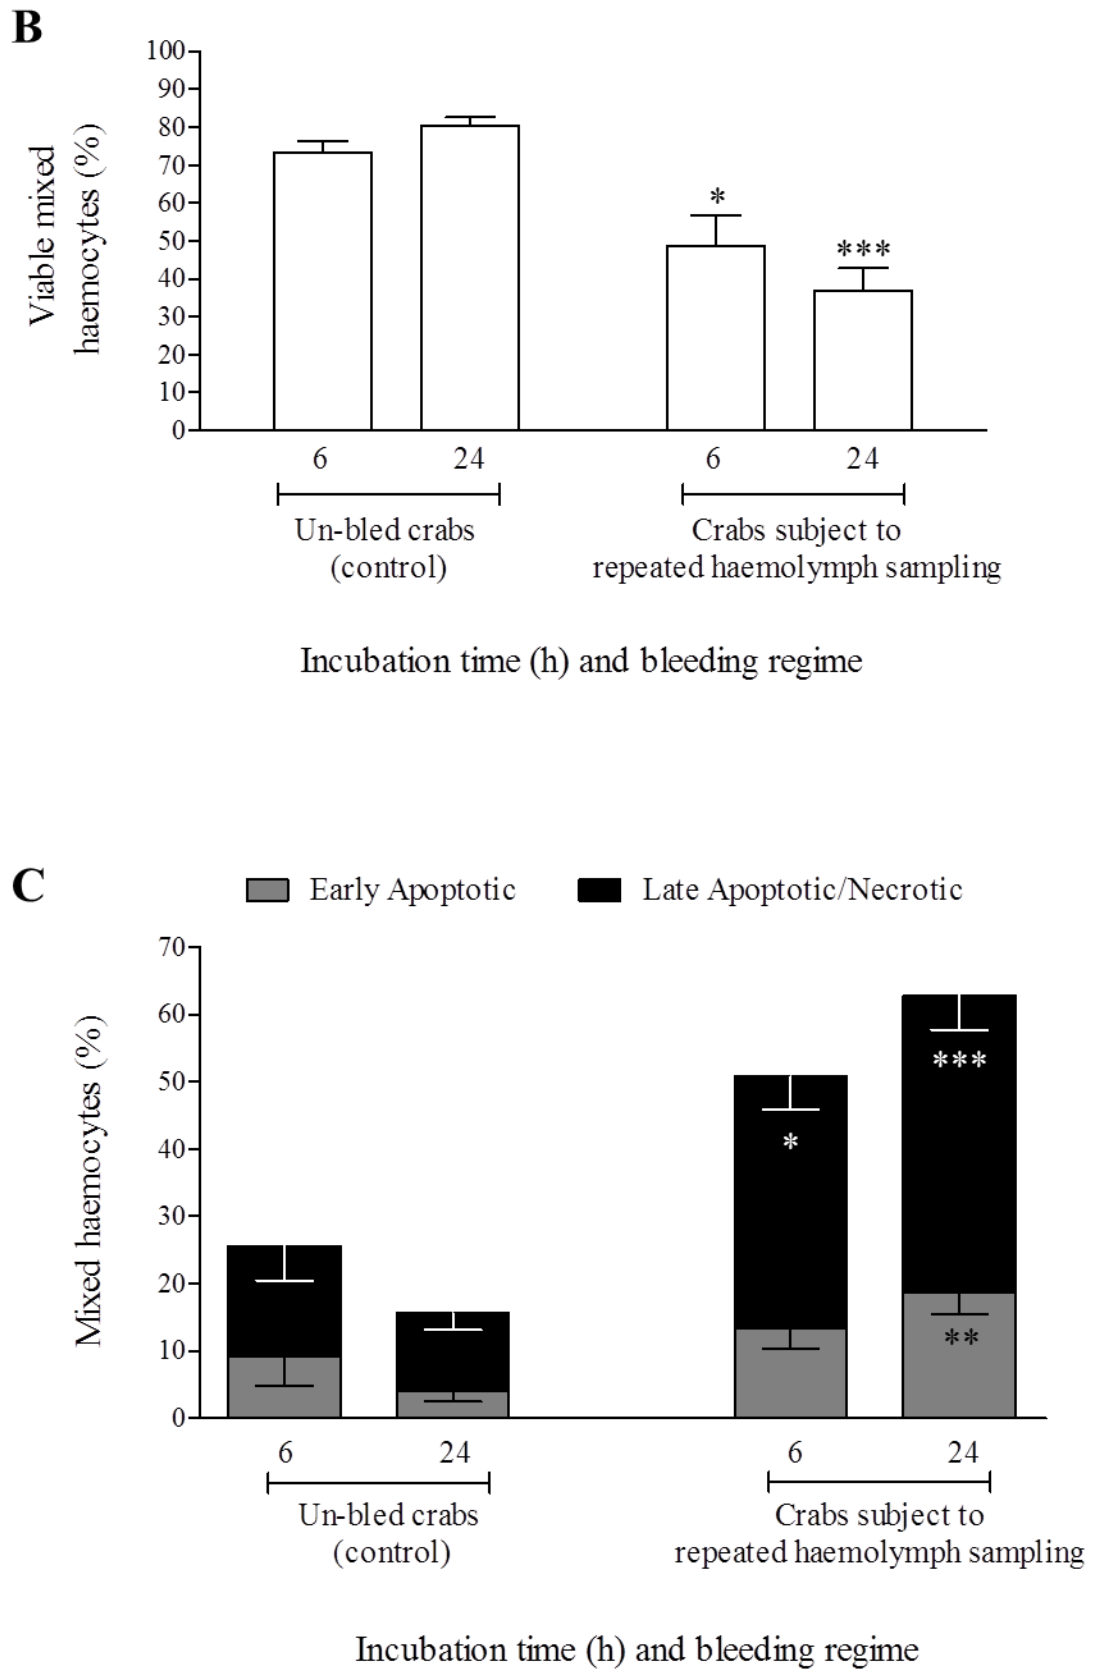 B
Viable mixed
haemocytes (%)
100
90
80
70
60
50
40
30
20
10
0
*
***
6
24
6
24
Un-bled crabs
(control)
Crabs subject to
repeated haemolymph sampling
Incubation time (h) and bleeding regime
C
Early Apoptotic
Late Apoptotic/Necrotic
Mixed haemocytes (%)
70
60
50
40
30
20
10
0
*
***
**
6
24
6
24
Un-bled crabs
(control)
Crabs subject to
repeated haemolymph sampling
Incubation time (h) and bleeding regime